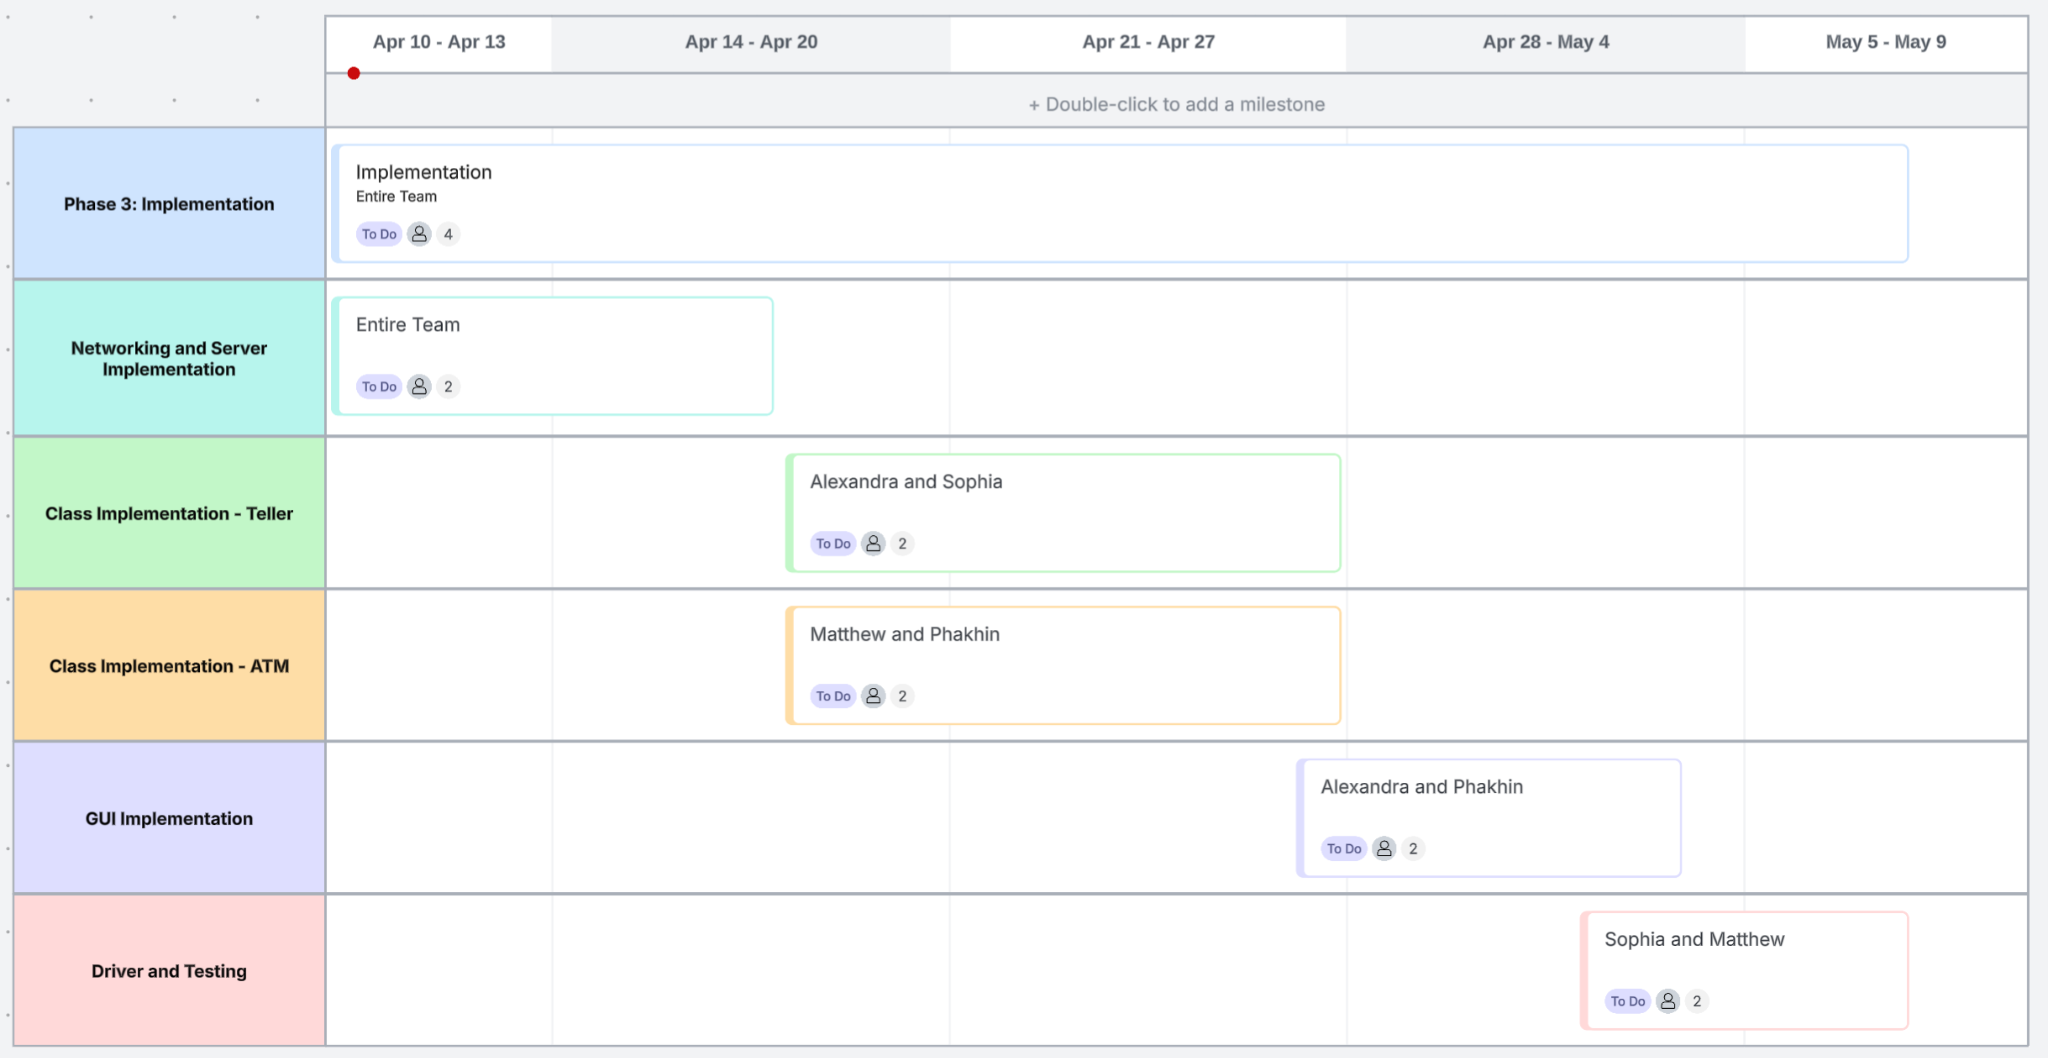 Apr 10 - Apr 13
Apr 14 - Apr 20
Apr 21 - Apr 27
Apr 28 - May 4
May 5 - May 9
+ Double-click to add a milestone
Phase 3: Implementation
Implementation
Entire Team
To Do 4
Networking and Server
Implementation
Entire Team
To Do 2
Class Implementation - Teller
Alexandra and Sophia
To Do 2
Class Implementation - ATM
Matthew and Phakhin
To Do 2
GUI Implementation
Alexandra and Phakhin
To Do 2
Driver and Testing
Sophia and Matthew
To Do 2